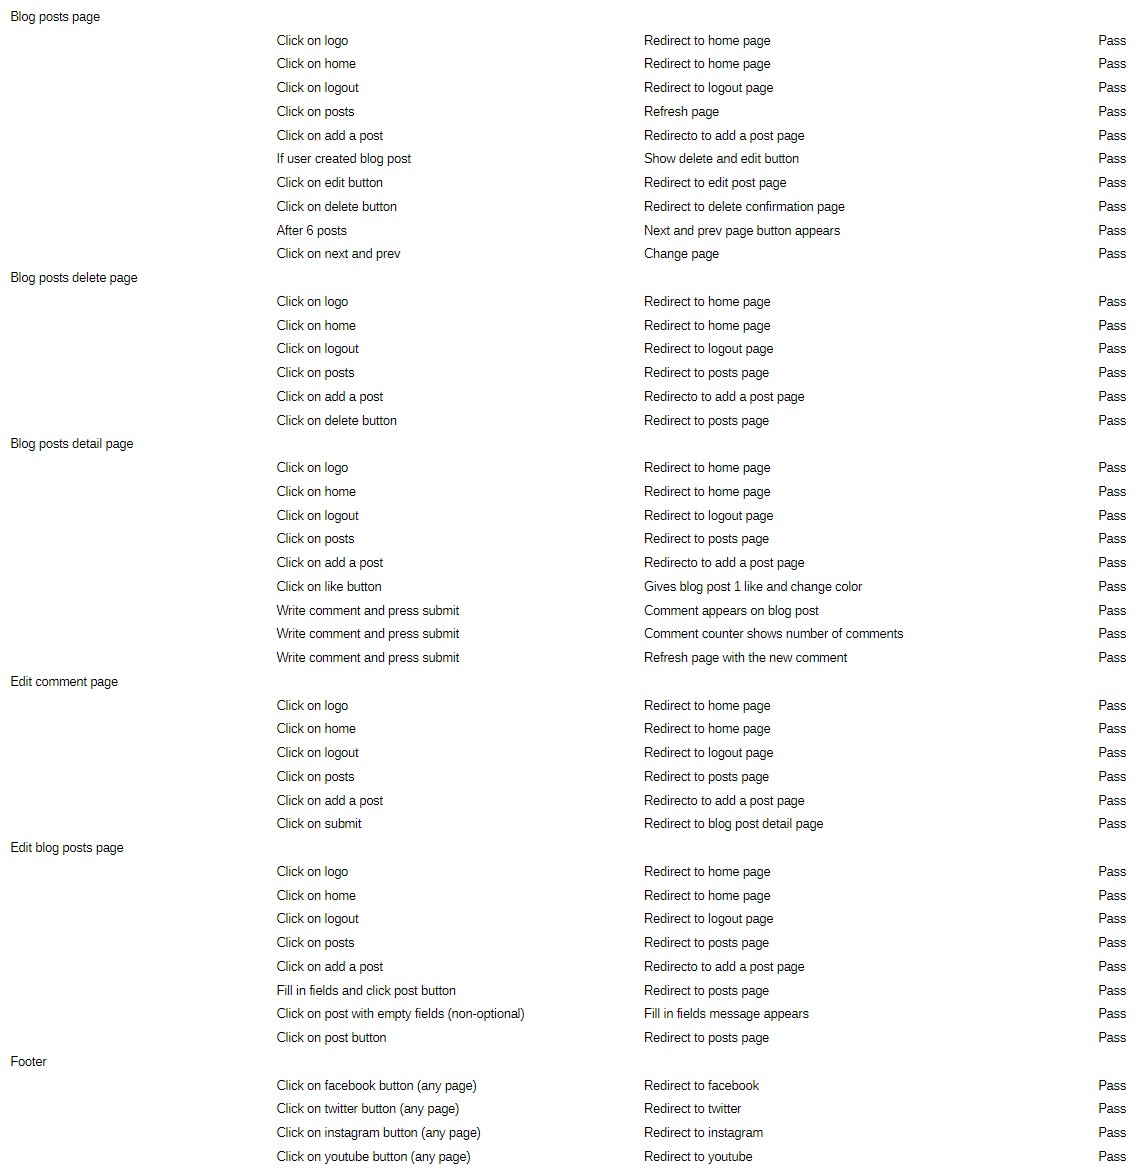 Blog posts page
Click on logo Redirect to home page Pass
Click on home Redirect to home page Pass
Click on logout Redirect to logout page Pass
Click on posts Refresh page Pass
Click on add a post Redirecto to add a post page Pass
If user created blog post Show delete and edit button Pass
Click on edit button Redirect to edit post page Pass
Click on delete button Redirect to delete confirmation page Pass
After 6 posts Next and prev page button appears Pass
Click on next and prev Change page Pass
Blog posts delete page
Click on logo Redirect to home page Pass
Click on home Redirect to home page Pass
Click on logout Redirect to logout page Pass
Click on posts Redirect to posts page Pass
Click on add a post Redirecto to add a post page Pass
Click on delete button Redirect to posts page Pass
Blog posts detail page
Click on logo Redirect to home page Pass
Click on home Redirect to home page Pass
Click on logout Redirect to logout page Pass
Click on posts Redirect to posts page Pass
Click on add a post Redirecto to add a post page Pass
Click on like button Gives blog post 1 like and change color Pass
Write comment and press submit Comment appears on blog post Pass
Write comment and press submit Comment counter shows number of comments Pass
Write comment and press submit Refresh page with the new comment Pass
Edit comment page
Click on logo Redirect to home page Pass
Click on home Redirect to home page Pass
Click on logout Redirect to logout page Pass
Click on posts Redirect to posts page Pass
Click on add a post Redirecto to add a post page Pass
Click on submit Redirect to blog post detail page Pass
Edit blog posts page
Click on logo Redirect to home page Pass
Click on home Redirect to home page Pass
Click on logout Redirect to logout page Pass
Click on posts Redirect to posts page Pass
Click on add a post Redirecto to add a post page Pass
Fill in fields and click post button Redirect to posts page Pass
Click on post with empty fields (non-optional) Fill in fields message appears Pass
Click on post button Redirect to posts page Pass
Footer
Click on facebook button (any page) Redirect to facebook Pass
Click on twitter button (any page) Redirect to twitter Pass
Click on instagram button (any page) Redirect to instagram Pass
Click on youtube button (any page) Redirect to youtube Pass